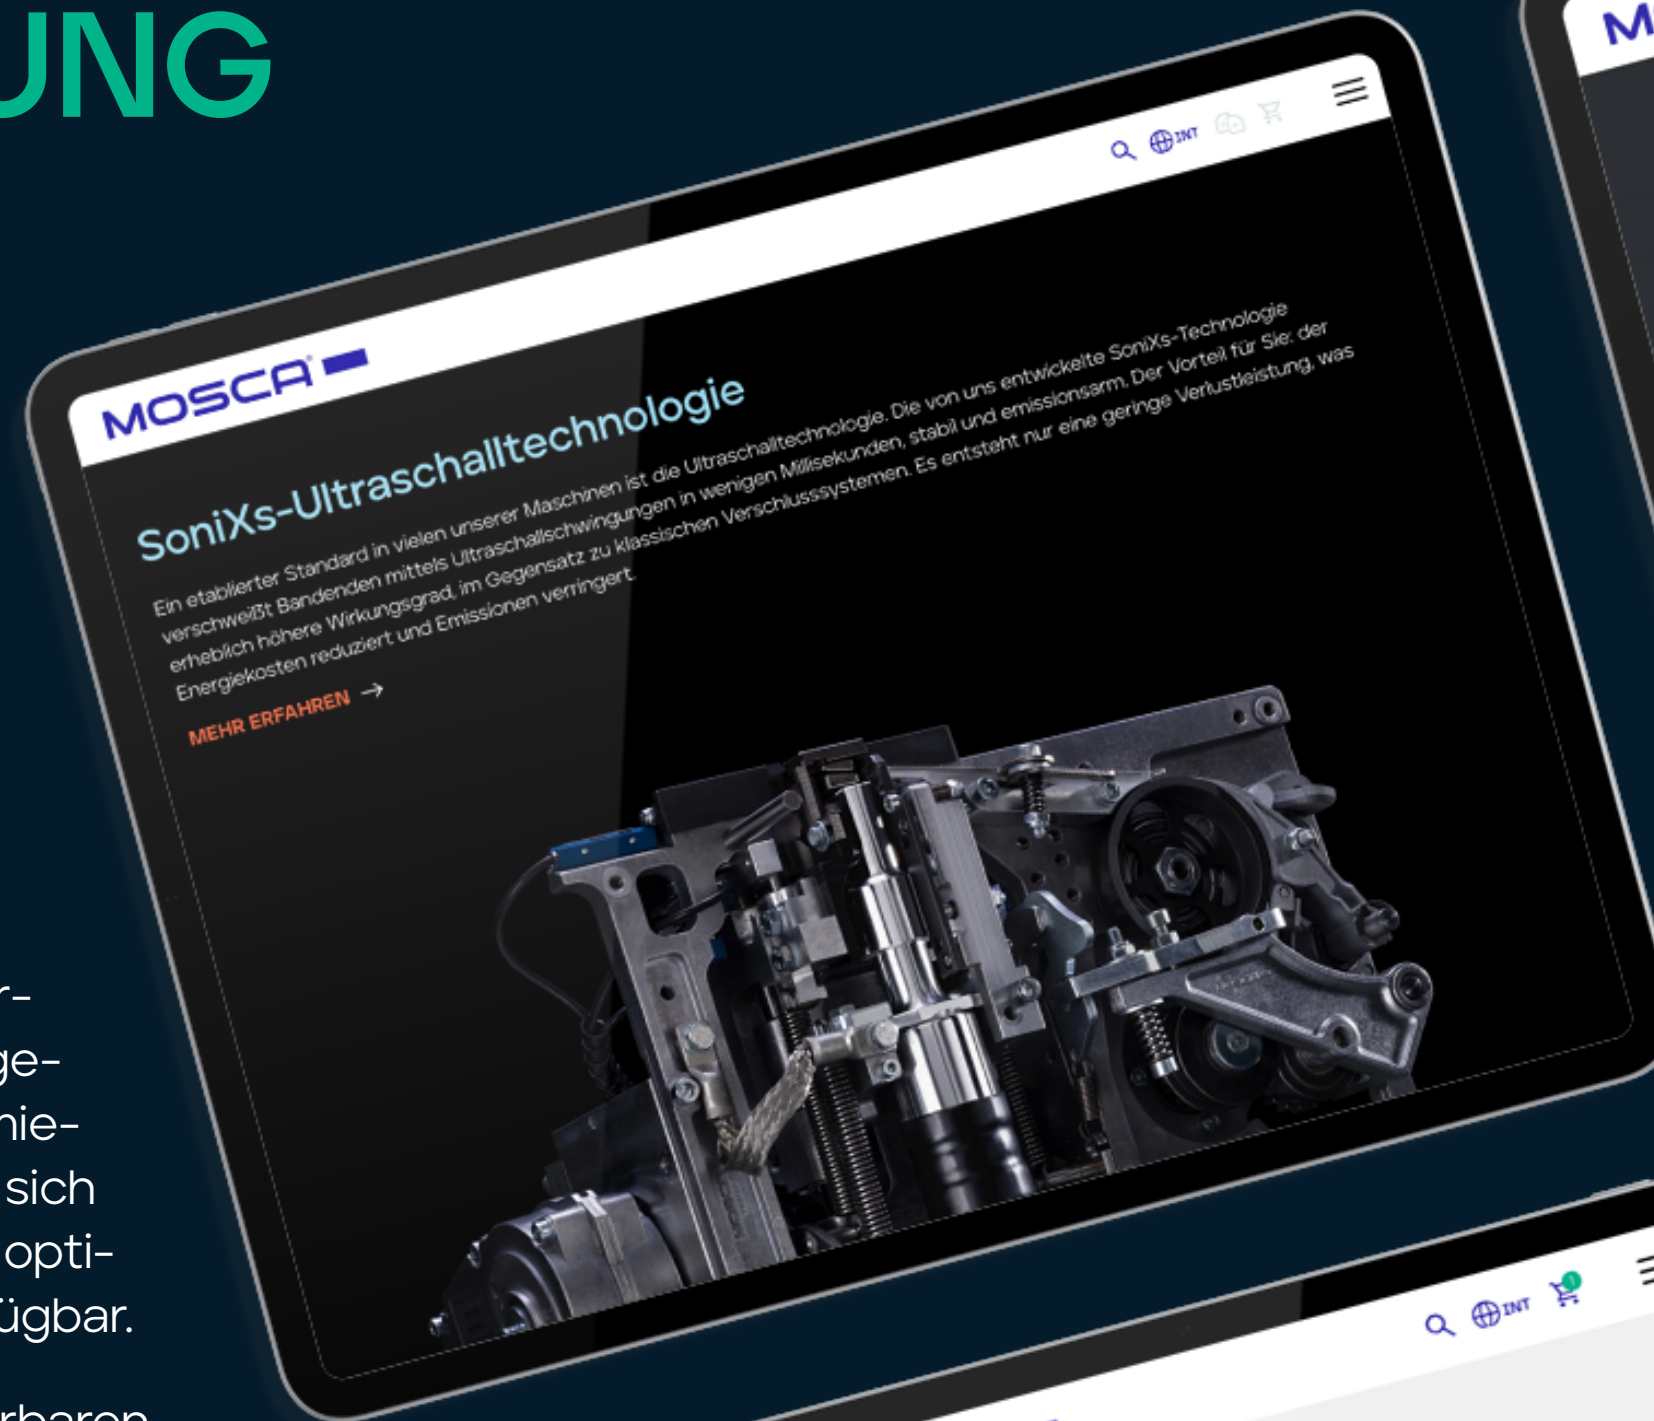 UNG
MOSCA®
INT
SoniXs-Ultraschalltechnologie
Ein etablierter Standard in vielen unserer Maschinen ist die Ultraschalltechnologie. Die von uns entwickelte SoniXs-Technologie
verschweißt Bandenden mittels Ultraschallschwingungen in wenigen Millisekunden, stabil und emissionsarm. Der Vorteil für Sie: der
erheblich höhere Wirkungsgrad, im Gegensatz zu klassischen Verschlusssystemen. Es entsteht nur eine geringe Verlustleistung, was
Energiekosten reduziert und Emissionen verringert.
MEHR ERFAHREN →
r-
ge-
nie-
sich
opti-
ügbar.
rbaren
M
INT
1